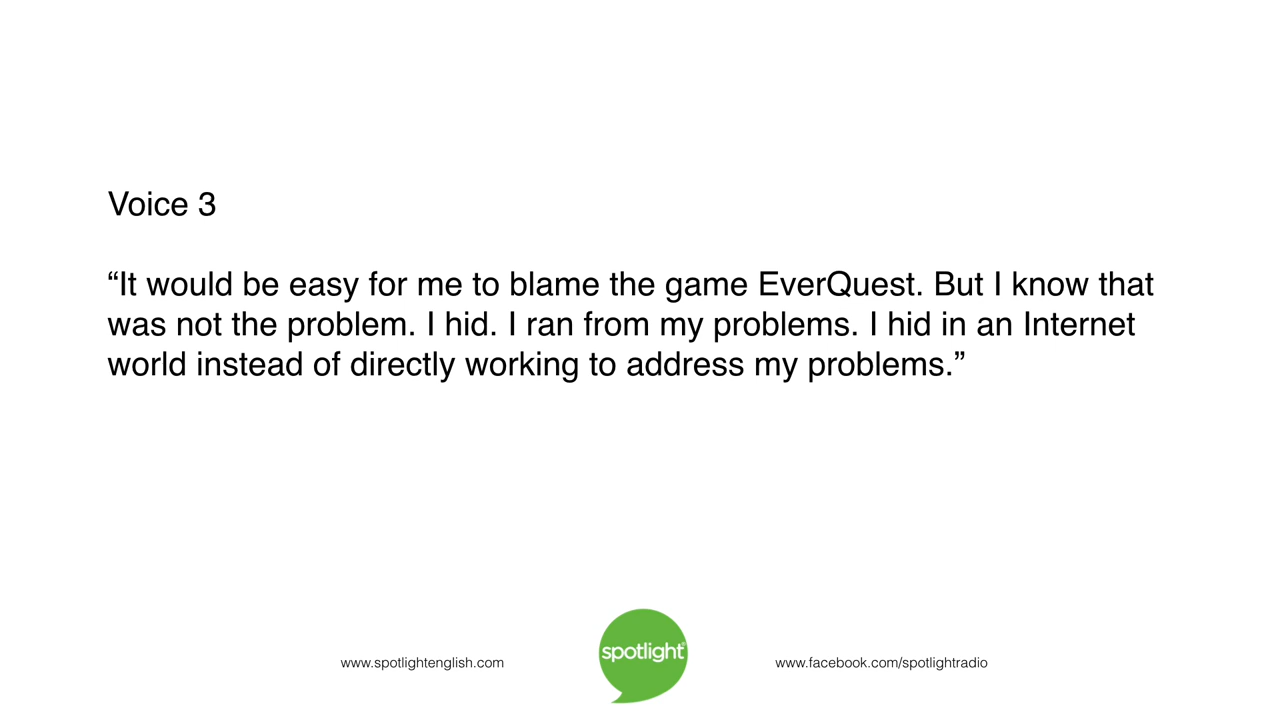 Voice 3
“It would be easy for me to blame the game EverQuest. But I know that
was not the problem. I hid. I ran from my problems. I hid in an Internet
world instead of directly working to address my problems.”
www.spotlightenglish.com
spotlight®
www.facebook.com/spotlightradio